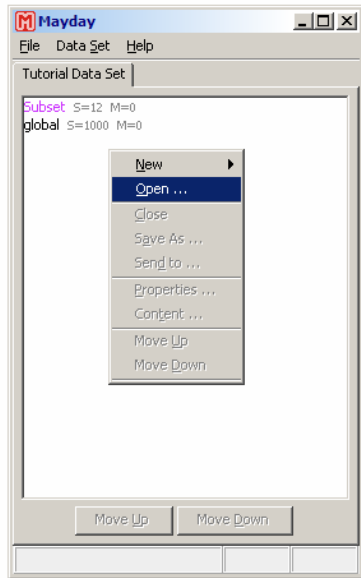 Mayday
File Data Set Help
Tutorial Data Set
Subset S=12 M=0
global S=1000 M=0
New
Open ...
Close
Save As ...
Send to ...
Properties ...
Content ...
Move Up
Move Down
Move Up Move Down